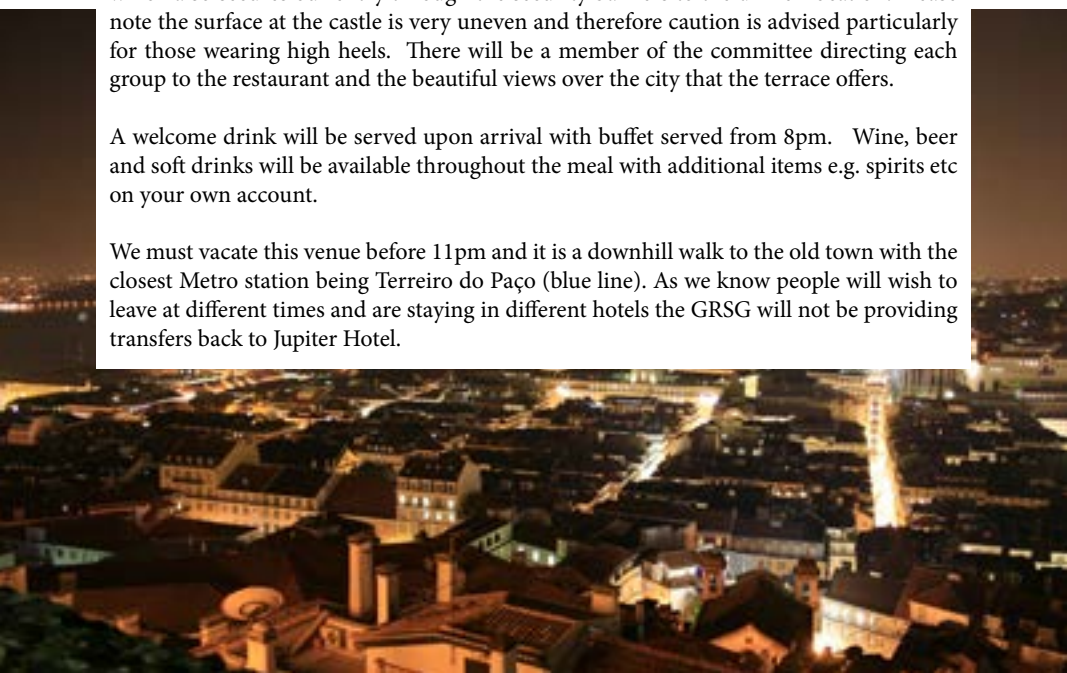 note the surface at the castle is very uneven and therefore caution is advised particularly
for those wearing high heels. There will be a member of the committee directing each
group to the restaurant and the beautiful views over the city that the terrace offers.
A welcome drink will be served upon arrival with buffet served from 8pm. Wine, beer
and soft drinks will be available throughout the meal with additional items e.g. spirits etc
on your own account.
We must vacate this venue before 11pm and it is a downhill walk to the old town with the
closest Metro station being Terreiro do Paço (blue line). As we know people will wish to
leave at different times and are staying in different hotels the GRSG will not be providing
transfers back to Jupiter Hotel.